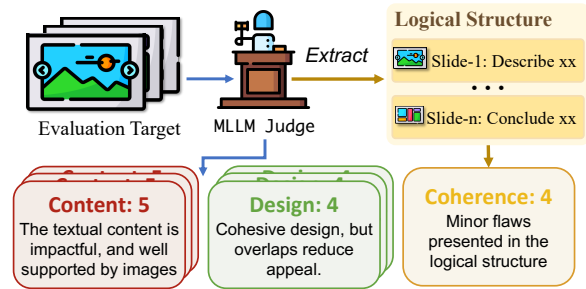 Logical Structure
Extract
Slide-1: Describe xx
• • •
Slide-n: Conclude xx
Evaluation Target
MLLM Judge
Content: 5
The textual content is
impactful, and well
supported by images
Design: 4
Cohesive design, but
overlaps reduce
appeal.
Coherence: 4
Minor flaws
presented in the
logical structure